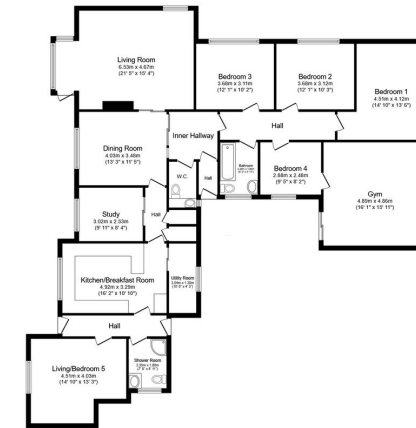 Living Room
6.53m x 4.67m
(21' 5" x 15' 4")
Bedroom 3
3.68m x 3.11m
(12' 1" x 10' 2")
Bedroom 2
3.68m x 3.12m
(12' 1" x 10' 3")
Bedroom 1
4.51m x 4.12m
(14' 10" x 13' 6")
Hall
Inner Hallway
Dining Room
4.03m x 3.48m
(13' 3" x 11' 5")
W.C.
Hall
Bathroom
Bedroom 4
2.88m x 2.48m
(9' 5" x 8' 2")
Gym
4.89m x 4.86m
(16' 1" x 15' 11")
Study
3.02m x 2.53m
(9' 11" x 8' 4")
Hall
Kitchen/Breakfast Room
4.92m x 3.29m
(16' 2" x 10' 10")
Utility Room
Hall
Living/Bedroom 5
4.51m x 4.03m
(14' 10" x 13' 3")
Shower Room